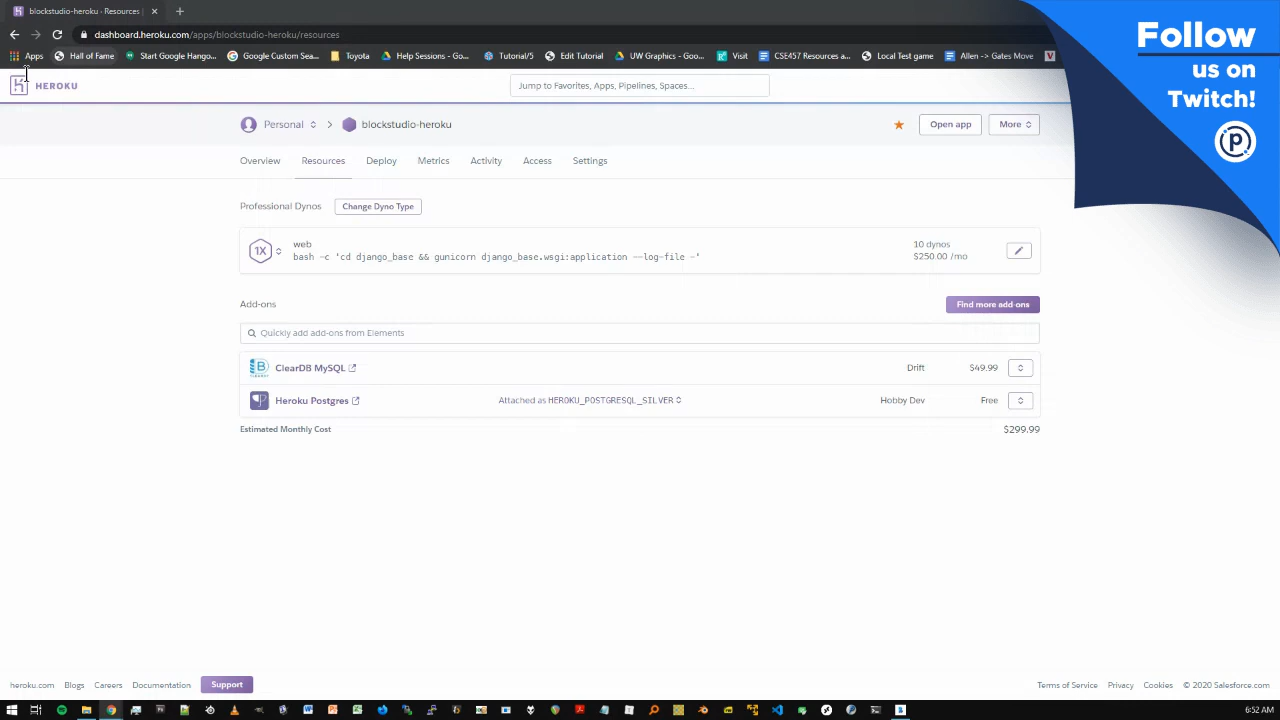 blockstudio-heroku · Resources |
dashboard.heroku.com/apps/blockstudio-heroku/resources
Apps Hall of Fame Start Google Hango... Google Custom Sea... Toyota Help Sessions - Go... Tutorial/5 Edit Tutorial UW Graphics - Goo... Visit CSE457 Resources a... Local Test game Allen -> Gates Move
Follow
us on
Twitch!
HEROKU
Jump to Favorites, Apps, Pipelines, Spaces...
Personal > blockstudio-heroku
Open app
More
Overview Resources Deploy Metrics Activity Access Settings
Professional Dynos Change Dyno Type
1X
web
bash -c 'cd django_base && gunicorn django_base.wsgi:application --log-file -'
10 dynos
$250.00 /mo
Add-ons
Find more add-ons
Quickly add add-ons from Elements
ClearDB MySQL Drift $49.99
Heroku Postgres Attached as HEROKU_POSTGRESQL_SILVER Hobby Dev Free
Estimated Monthly Cost $299.99
heroku.com Blogs Careers Documentation Support
Terms of Service Privacy Cookies © 2020 Salesforce.com
6:52 AM